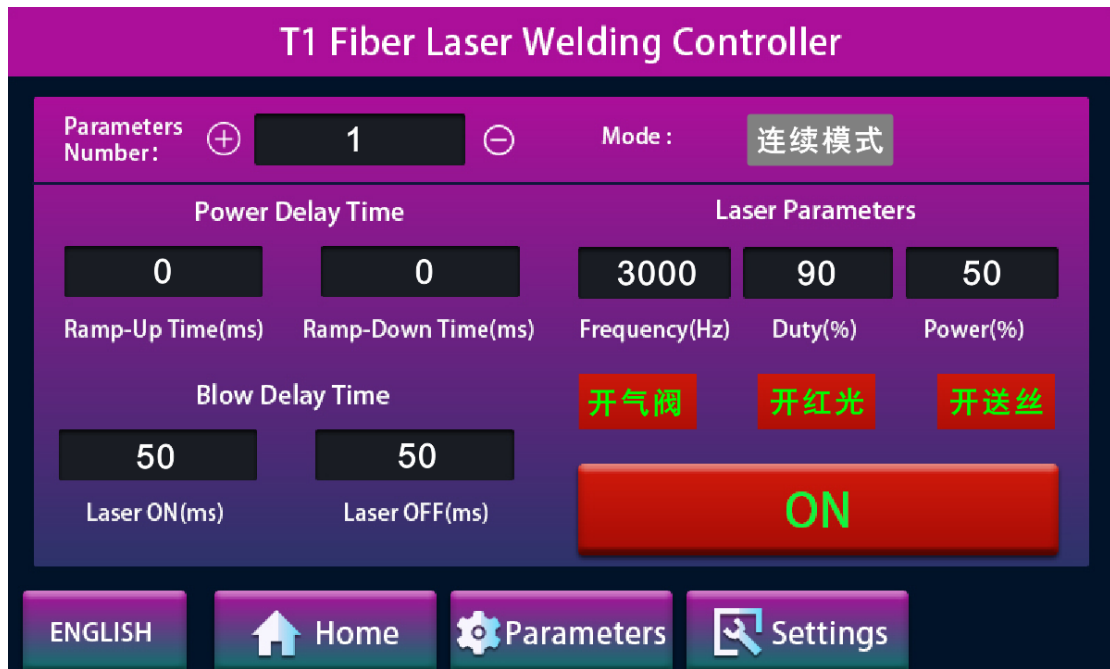 T1 Fiber Laser Welding Controller
Parameters
Number:
1
Mode :
连续模式
Power Delay Time
0
0
Ramp-Up Time(ms)
Ramp-Down Time(ms)
Laser Parameters
3000
90
50
Frequency(Hz)
Duty(%)
Power(%)
Blow Delay Time
50
50
Laser ON(ms)
Laser OFF(ms)
开气阀
开红光
开送丝
ON
ENGLISH
Home
Parameters
Settings